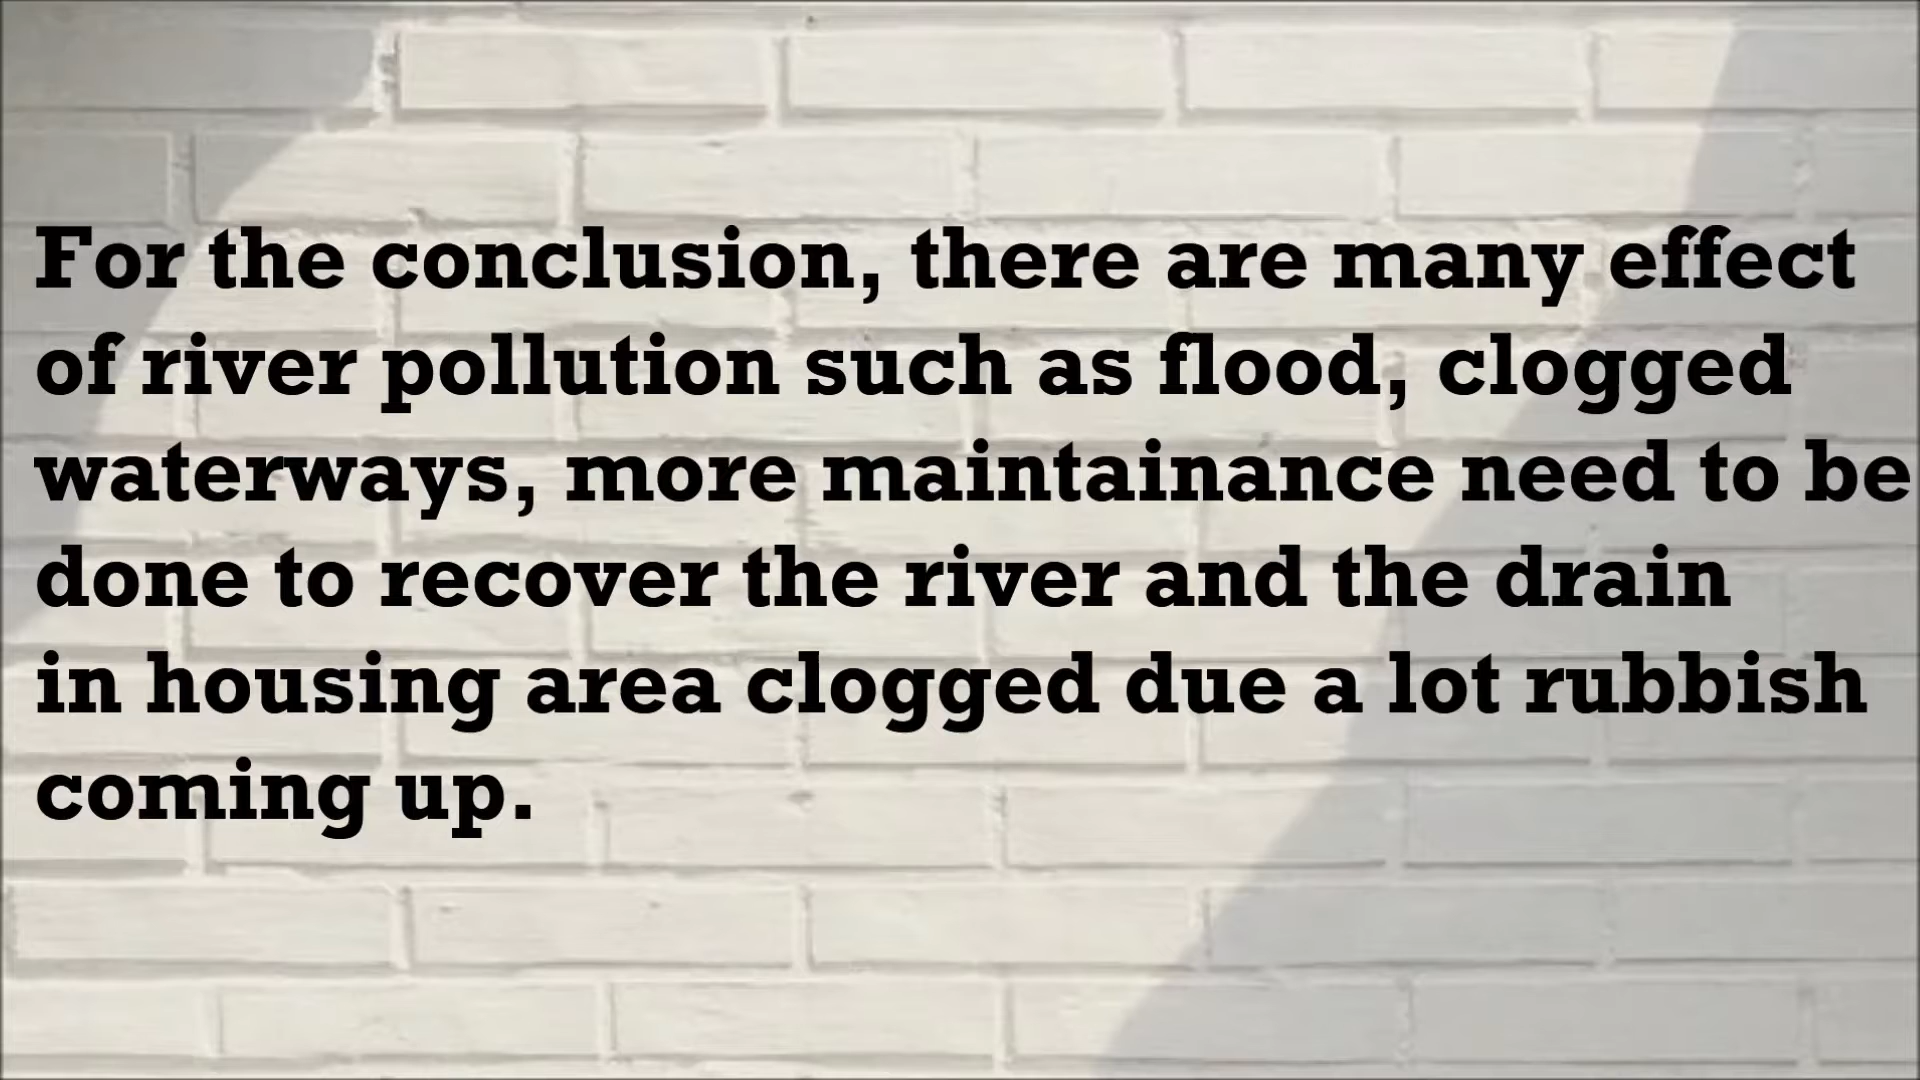 For the conclusion, there are many effect
of river pollution such as flood, clogged
waterways, more maintainance need to be
done to recover the river and the drain
in housing area clogged due a lot rubbish
coming up.